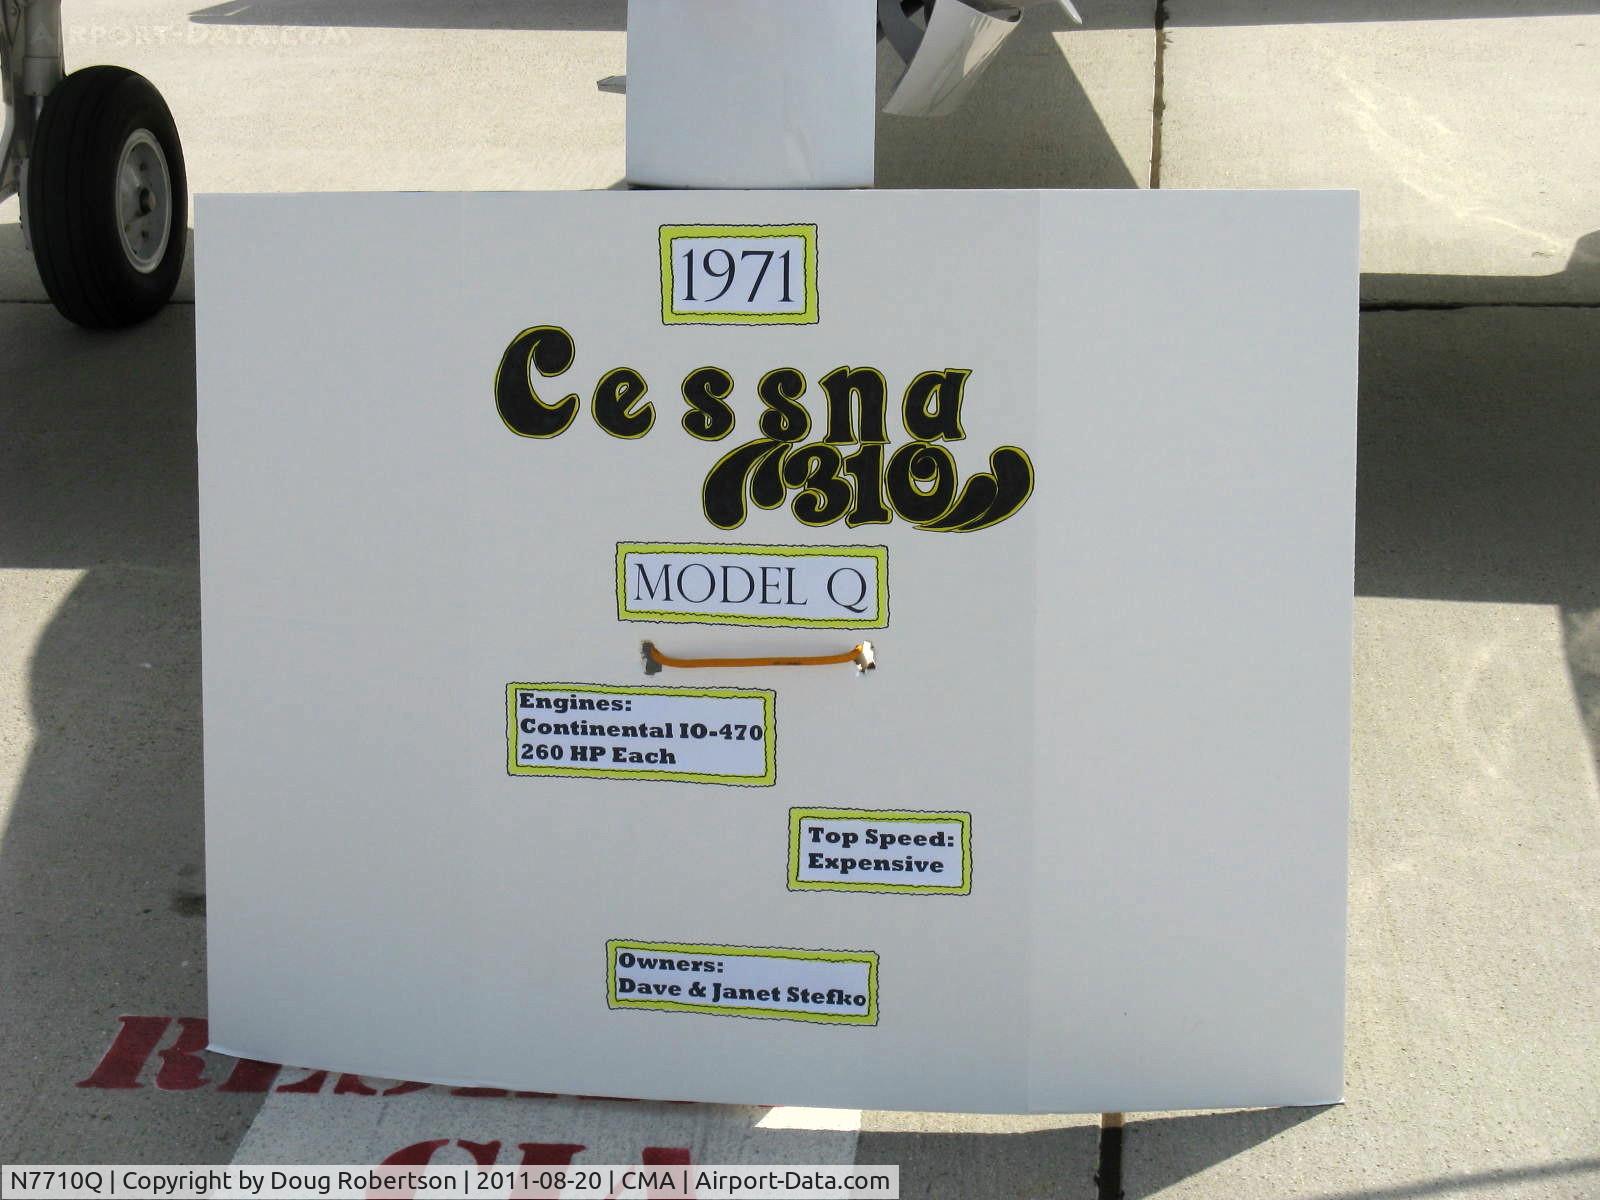 AIRPORT-DATA.COM
1971
Cessna
310
MODEL Q
Engines:
Continental IO-470
260 HP Each
Top Speed:
Expensive
Owners:
Dave & Janet Stefko
N7710Q | Copyright by Doug Robertson | 2011-08-20 | CMA | Airport-Data.com